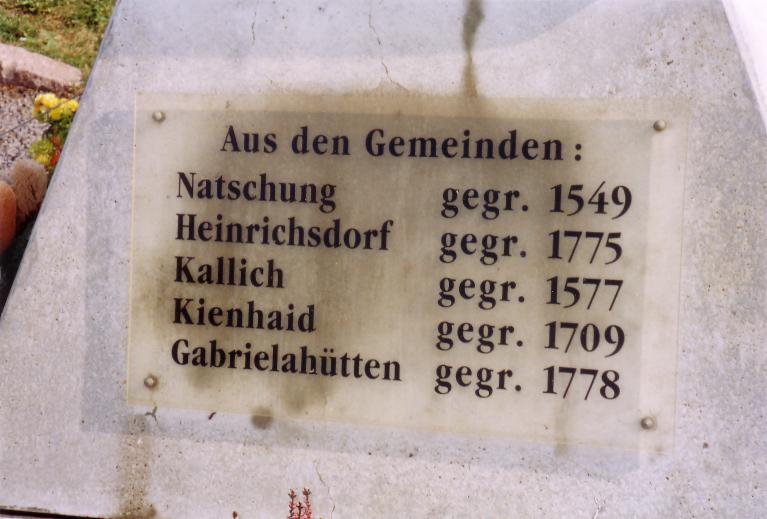 Aus den Gemeinden:
Natschung gegr. 1549
Heinrichsdorf gegr. 1775
Kallich gegr. 1577
Kienhaid gegr. 1709
Gabrielahütten gegr. 1778